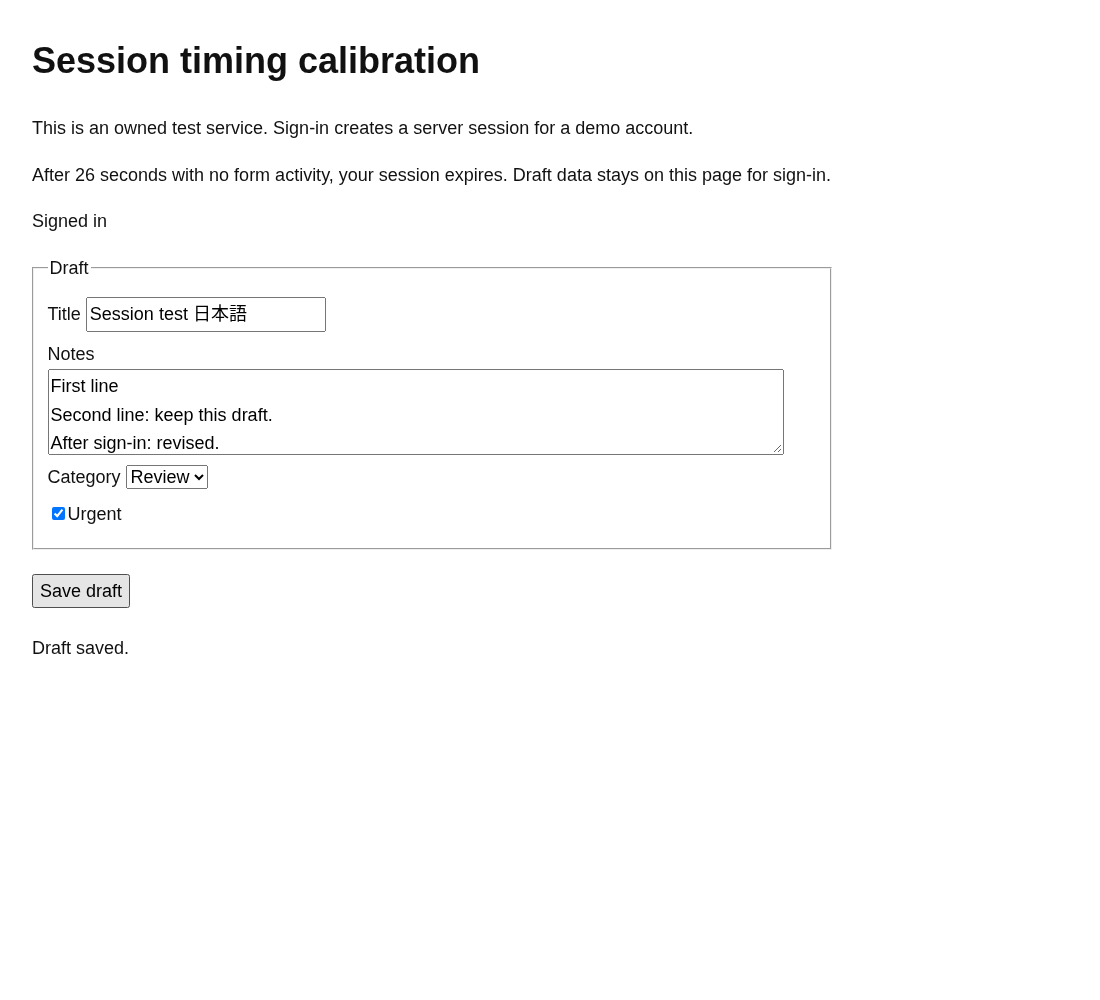 Session timing calibration
This is an owned test service. Sign-in creates a server session for a demo account.
After 26 seconds with no form activity, your session expires. Draft data stays on this page for sign-in.
Signed in
Draft
Title Session test 日本語
Notes
First line
Second line: keep this draft.
After sign-in: revised.
Category Review
Urgent
Save draft
Draft saved.